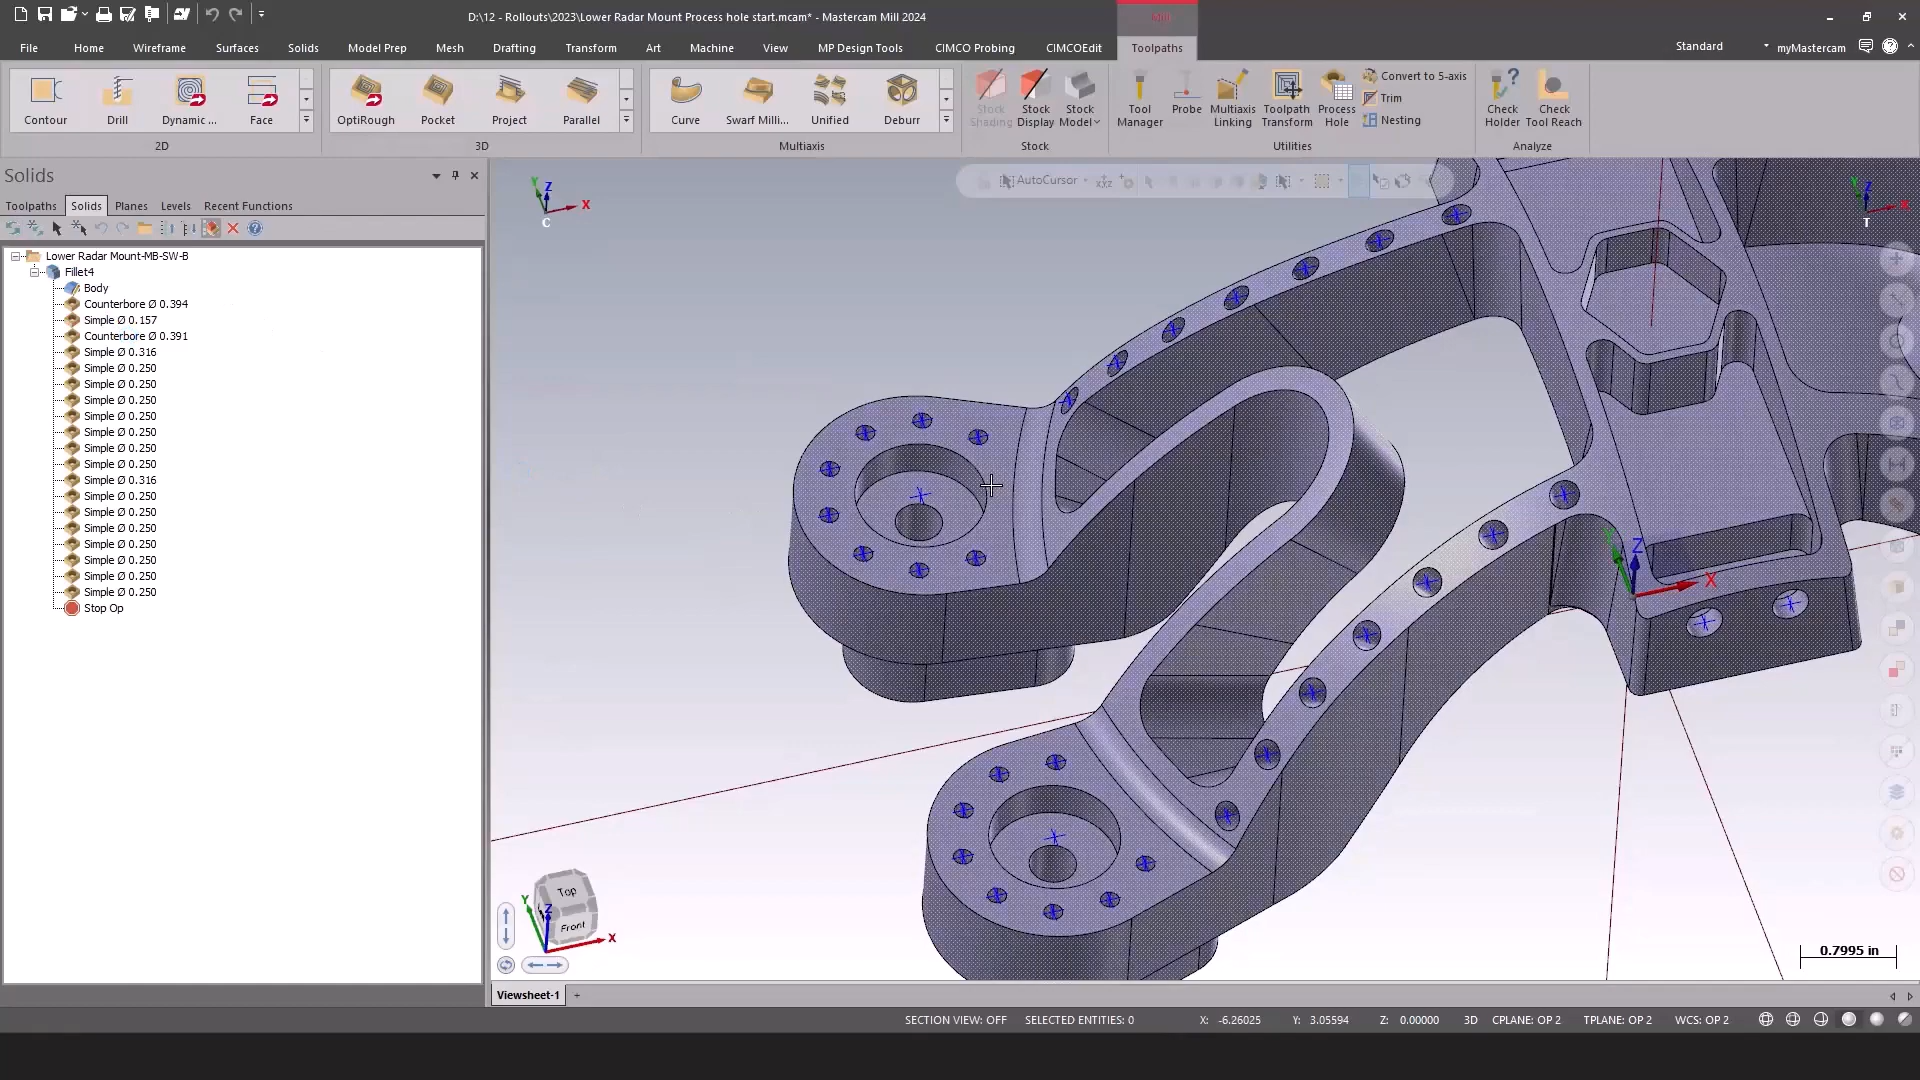 D:\12 - Rollouts\2023\Lower Radar Mount Process hole start.mcam* - Mastercam Mill 2024
Mill
File Home Wireframe Surfaces Solids Model Prep Mesh Drafting Transform Art Machine View MP Design Tools CIMCO Probing CIMCOEdit Toolpaths Standard myMastercam
Contour Drill Dynamic ... Face
2D
OptiRough Pocket Project Parallel
3D
Curve Swarf Milli... Unified Deburr
Multiaxis
Stock Shading Stock Display Stock Model
Stock
Tool Manager Probe Multiaxis Linking Toolpath Transform Process Hole
Convert to 5-axis
Trim
Nesting
Utilities
Check Holder Check Tool Reach
Analyze
Solids
Toolpaths Solids Planes Levels Recent Functions
Lower Radar Mount-MB-SW-B
Fillet4
Body
Counterbore Ø 0.394
Simple Ø 0.157
Counterbore Ø 0.391
Simple Ø 0.316
Simple Ø 0.250
Simple Ø 0.250
Simple Ø 0.250
Simple Ø 0.250
Simple Ø 0.250
Simple Ø 0.250
Simple Ø 0.250
Simple Ø 0.316
Simple Ø 0.250
Simple Ø 0.250
Simple Ø 0.250
Simple Ø 0.250
Simple Ø 0.250
Simple Ø 0.250
Simple Ø 0.250
Stop Op
AutoCursor
Y Z X
C
Y Z X
T
Y Z X
Top
Front
Y Z X
0.7995 in
Viewsheet-1 +
SECTION VIEW: OFF SELECTED ENTITIES: 0 X: -6.26025 Y: 3.05594 Z: 0.00000 3D CPLANE: OP 2 TPLANE: OP 2 WCS: OP 2